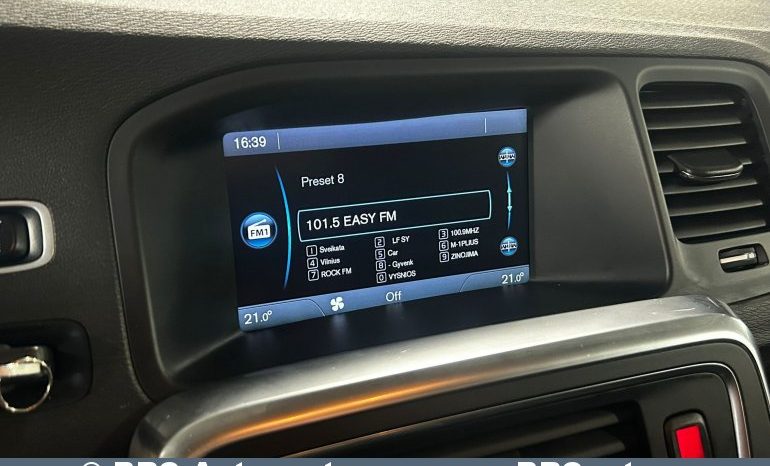 16:39
Preset 8
FM1
101.5 EASY FM
1 Sveikata
2 LF SY
3 100.9MHZ
4 Vilnius
5 Car
6 M-1PLIUS
7 ROCK FM
8 - Gyvenk
9 ZINOJIMA
0 VYSNIOS
21.0°
Off
21.0°